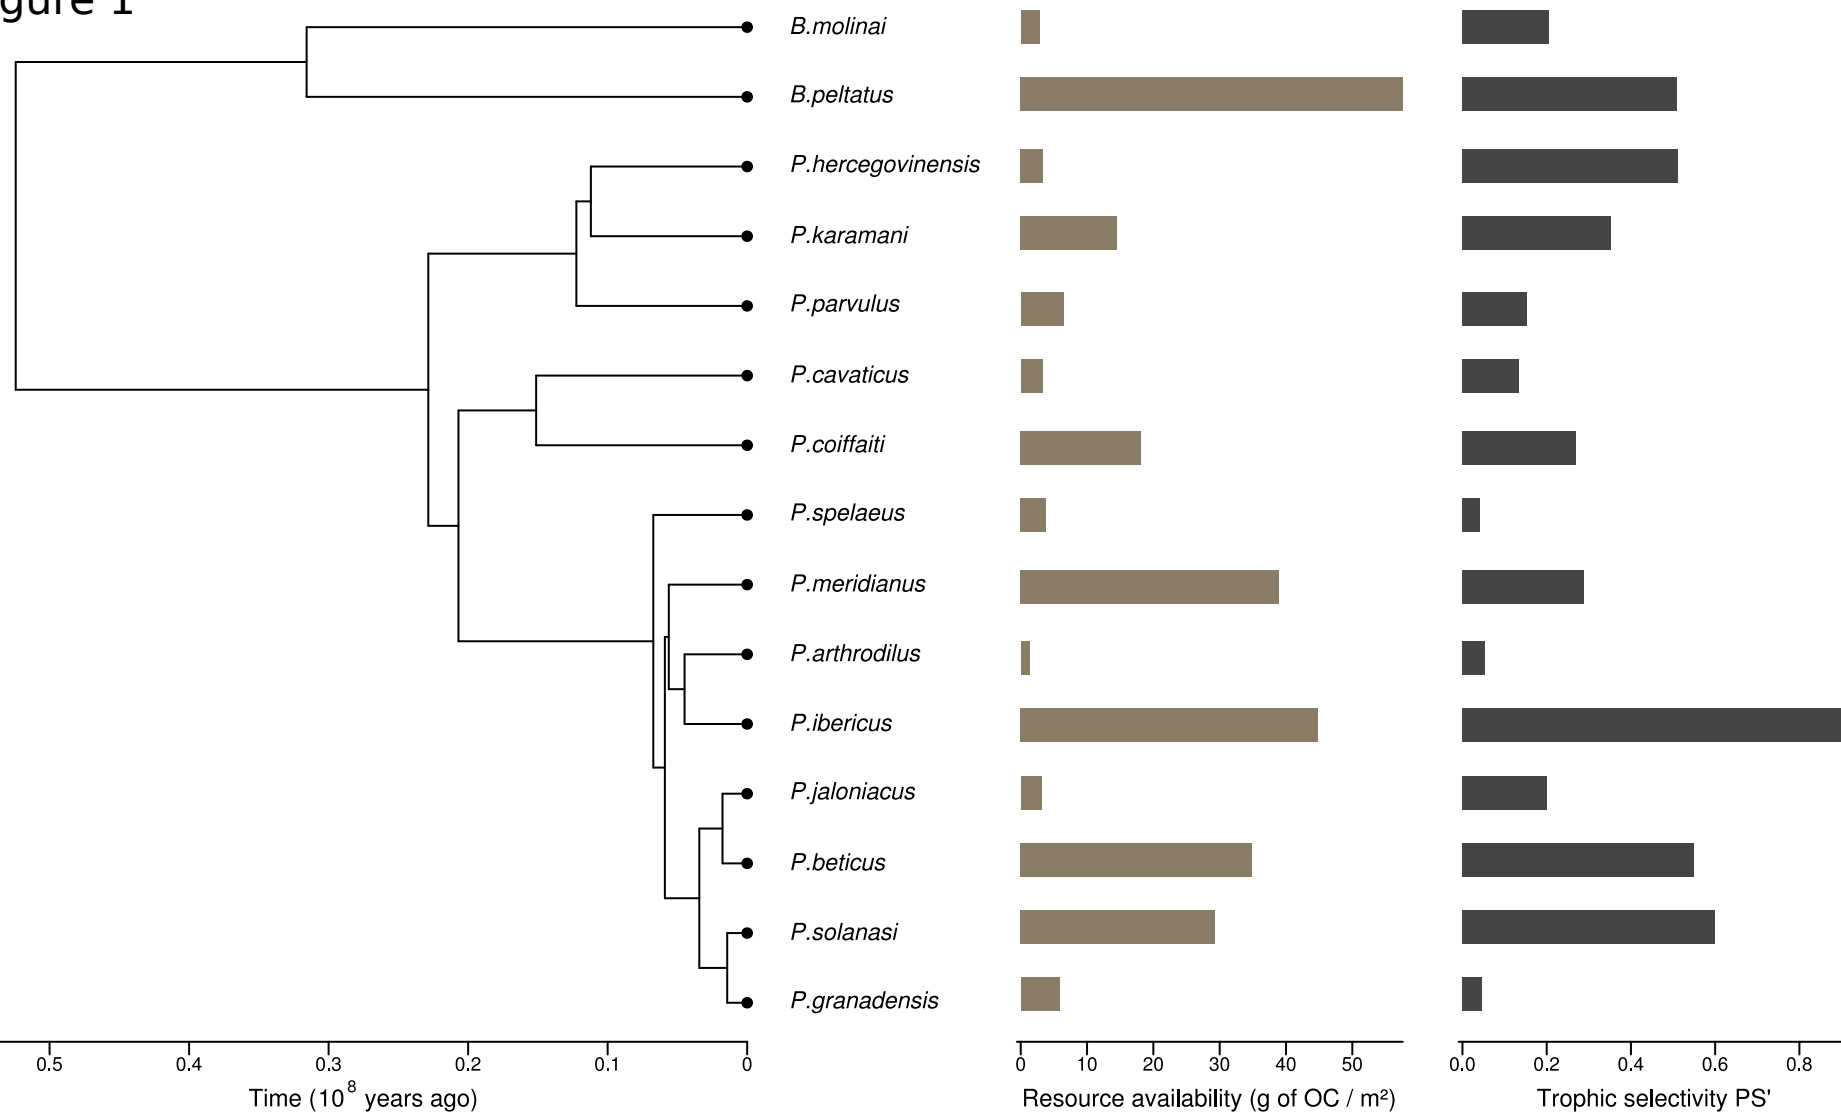 gure 1
B.molinai
B.peltatus
P.hercegovinensis
P.karamani
P.parvulus
P.cavaticus
P.coiffaiti
P.spelaeus
P.meridianus
P.arthrodilus
P.ibericus
P.jaloniacus
P.beticus
P.solanasi
P.granadensis
0.5 0.4 0.3 0.2 0.1 0
Time (10⁸ years ago)
0 10 20 30 40 50
Resource availability (g of OC / m²)
0.0 0.2 0.4 0.6 0.8
Trophic selectivity PS'